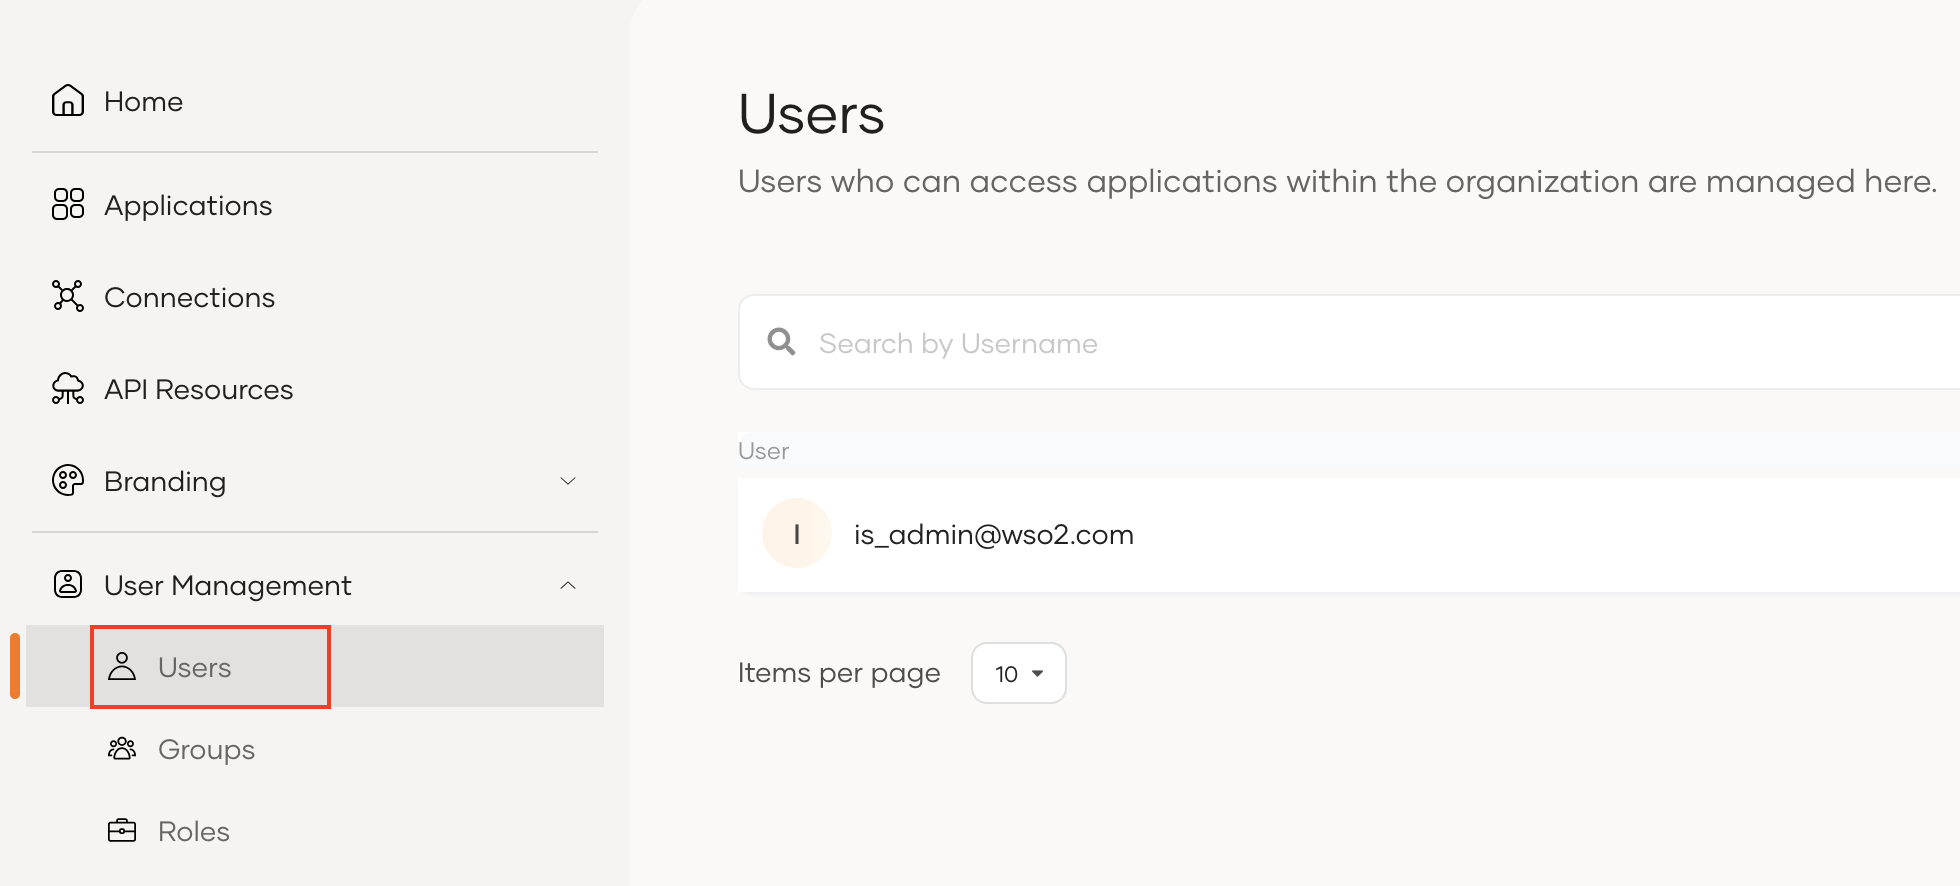 Home
Applications
Connections
API Resources
Branding
User Management
Users
Groups
Roles
Users
Users who can access applications within the organization are managed here.
Search by Username
User
I
is_admin@wso2.com
Items per page
10